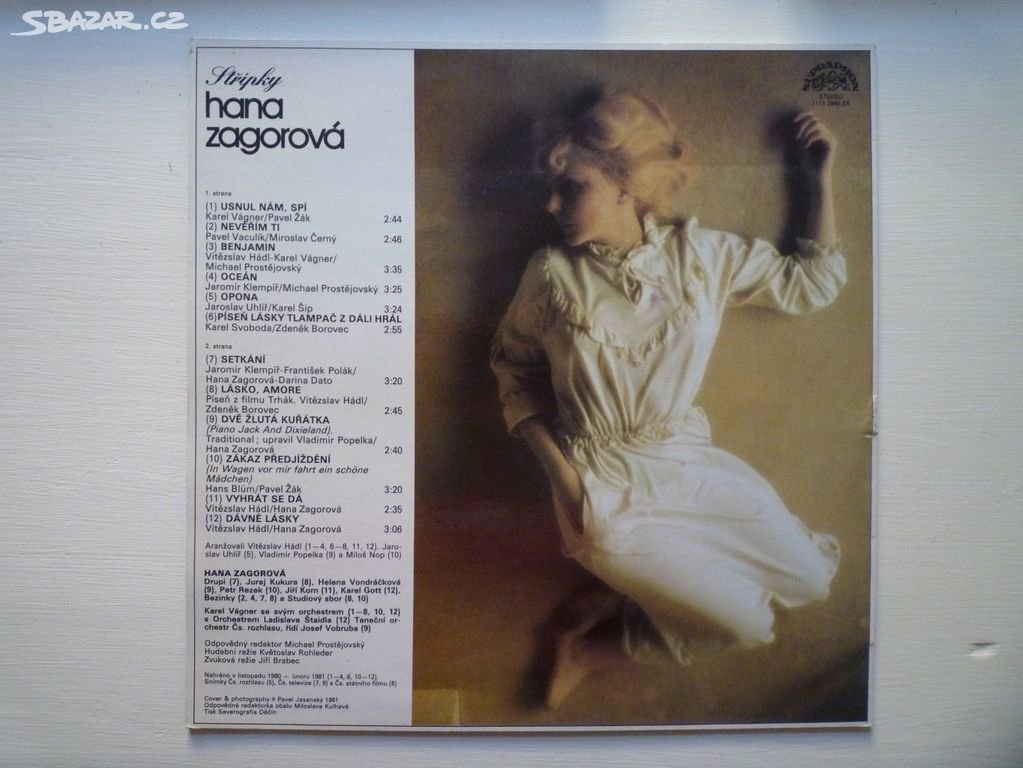 SBAZAR.CZ
Střípky
hana
zagorová
SUPRAPHON
STEREO
1. strana
(1) USNUL NÁM, SPÍ
Karel Vágner/Pavel Žák 2:44
(2) NEVĚŘÍM TI
Pavel Vaculík/Miroslav Černý 2:46
(3) BENJAMIN
Vítězslav Hádl-Karel Vágner/
Michael Prostějovský 3:35
(4) OCEÁN
Jaromír Klempíř/Michael Prostějovský 3:25
(5) OPONA
Jaroslav Uhlíř/Karel Šíp 3:24
(6)PÍSEŇ LÁSKY TLAMPAČ Z DÁLI HRÁL
Karel Svoboda/Zdeněk Borovec 2:55
2. strana
(7) SETKÁNÍ
Jaromír Klempíř-František Polák/
Hana Zagorová-Darina Dato 3:20
(8) LÁSKO, AMORE
Píseň z filmu Trhák. Vítězslav Hádl/
Zdeněk Borovec 2:45
(9) DVĚ ŽLUTÁ KUŘÁTKA
(Piano Jack And Dixieland).
Traditional; upravil Vladimír Popelka/
Hana Zagorová 2:40
(10) ZÁKAZ PŘEDJÍŽDĚNÍ
(In Wagen vor mir fahrt ein schöne
Mädchen)
Hans Blüm/Pavel Žák 3:20
(11) VYHRÁT SE DÁ
Vítězslav Hádl/Hana Zagorová 2:35
(12) DÁVNÉ LÁSKY
Vítězslav Hádl/Hana Zagorová 3:06
Aranžovali Vítězslav Hádl (1—4, 6—8, 11, 12). Jaro-
slav Uhlíř (5), Vladimír Popelka (9) a Miloš Nop (10)
HANA ZAGOROVÁ
Drupi (7), Juraj Kukura (8), Helena Vondráčková
(9), Petr Rezek (10), Jiří Korn (11), Karel Gott (12).
Bezinky (2, 4, 7, 8) a Studiový sbor (8, 10)
Karel Vágner se svým orchestrem (1—8, 10, 12)
s Orchestrem Ladislava Štaidla (12) Taneční or-
chestr Čs. rozhlasu, řídí Josef Vobruba (9)
Odpovědný redaktor Michael Prostějovský
Hudební režie Květoslav Rohleder
Zvuková režie Jiří Brabec
Nahráno v listopadu 1980 — únoru 1981 (1—4, 6, 10—12).
Snímky Čs. rozhlasu (5), Čs. televize (7, 9) a Čs. státního filmu (8)
Cover & photography © Pavel Jasanský 1981
Odpovědná redaktorka obalu Miloslava Kulhavá
Tisk Severografia Děčín